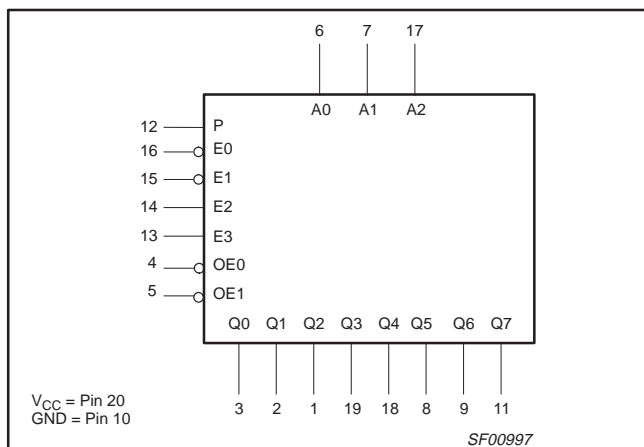 6 7 17
A0 A1 A2
12 P
16 E0
15 E1
14 E2
13 E3
4 OE0
5 OE1
Q0 Q1 Q2 Q3 Q4 Q5 Q6 Q7
VCC = Pin 20
GND = Pin 10
3 2 1 19 18 8 9 11
SF00997